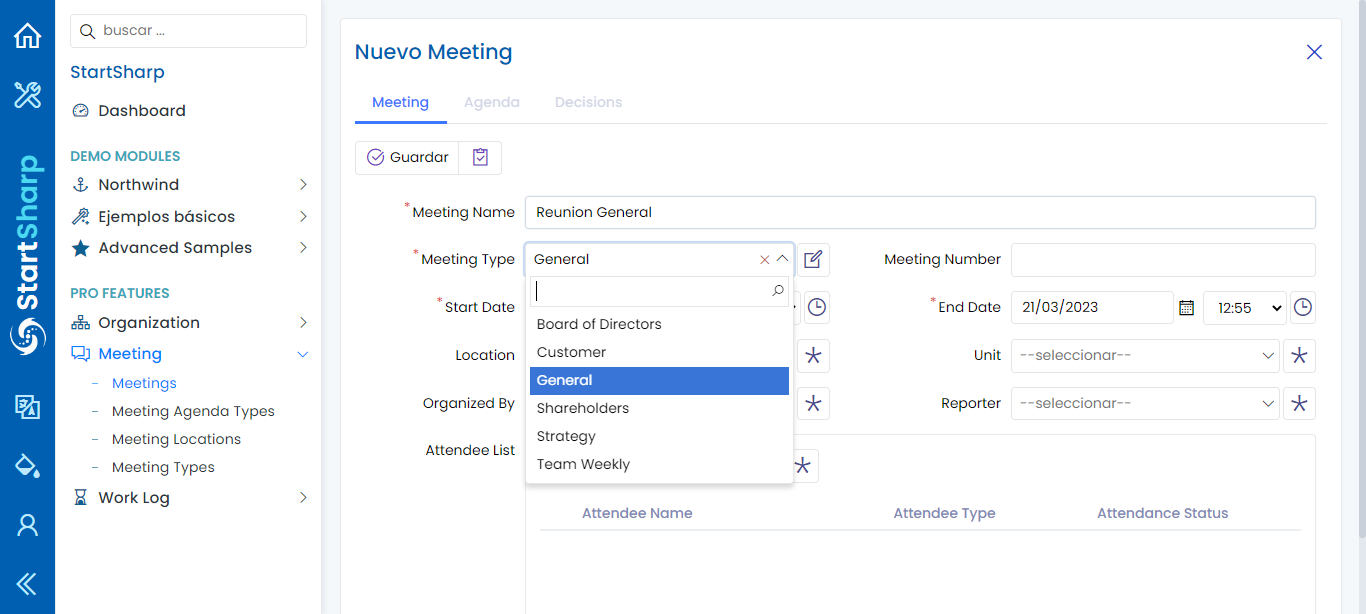 buscar ...
StartSharp
Dashboard
DEMO MODULES
Northwind
Ejemplos básicos
Advanced Samples
PRO FEATURES
Organization
Meeting
- Meetings
- Meeting Agenda Types
- Meeting Locations
- Meeting Types
Work Log
StartSharp
Nuevo Meeting
Meeting Agenda Decisions
Guardar
*Meeting Name Reunion General
*Meeting Type General
Meeting Number
Board of Directors
Customer
General
Shareholders
Strategy
Team Weekly
*Start Date
*End Date 21/03/2023 12:55
Location
Unit --seleccionar--
Organized By
Reporter --seleccionar--
Attendee List
Attendee Name Attendee Type Attendance Status